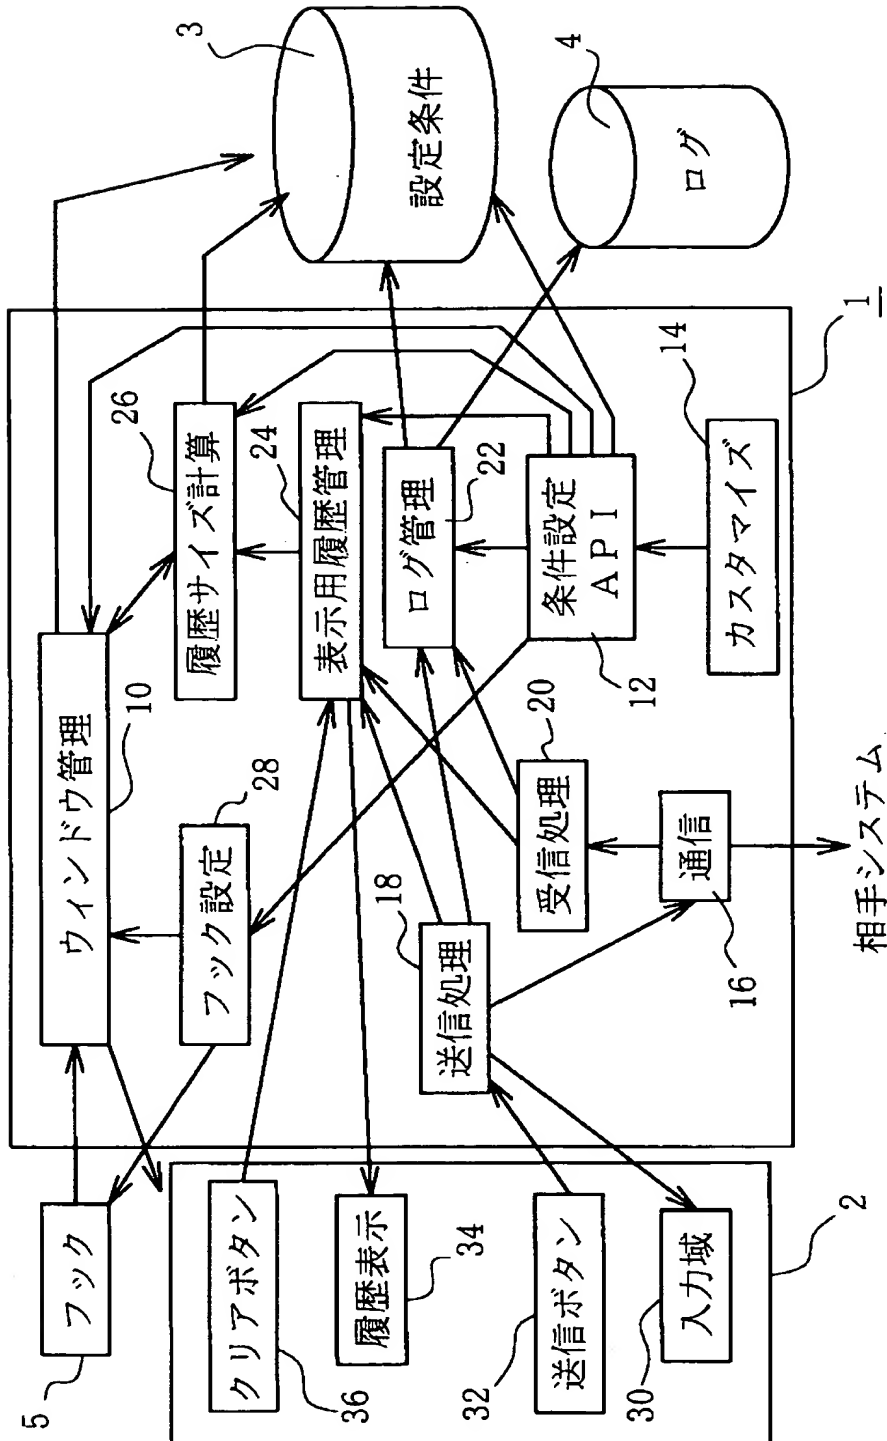 5
フック
ウィンドウ管理
10
3
設定条件
フック設定
28
履歴サイズ計算
26
クリアボタン
36
表示用履歴管理
24
4
ログ
履歴表示
34
ログ管理
22
送信処理
18
条件設定
API
12
受信処理
20
送信ボタン
32
通信
16
カスタマイズ
14
入力域
30
2
1
相手システム